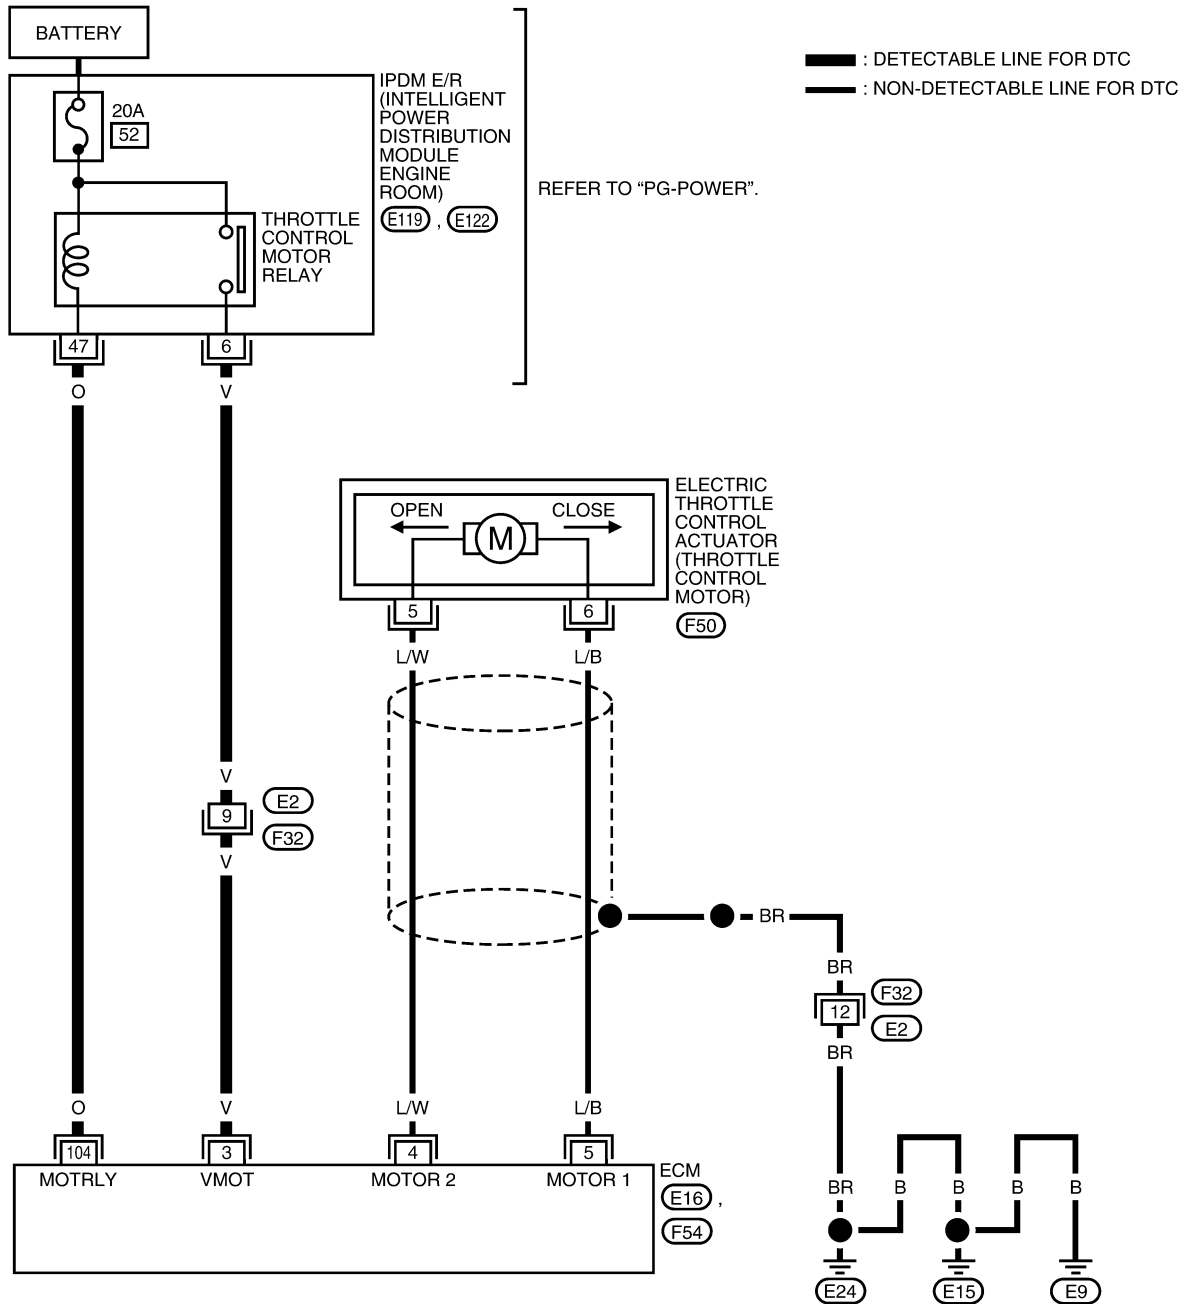 BATTERY
: DETECTABLE LINE FOR DTC
: NON-DETECTABLE LINE FOR DTC
20A
52
IPDM E/R
(INTELLIGENT
POWER
DISTRIBUTION
MODULE
ENGINE
ROOM)
E119 , E122
REFER TO “PG-POWER”.
THROTTLE
CONTROL
MOTOR
RELAY
47
6
O
V
OPEN
CLOSE
M
ELECTRIC
THROTTLE
CONTROL
ACTUATOR
(THROTTLE
CONTROL
MOTOR)
F50
5
6
L/W
L/B
V
9
E2
F32
V
BR
BR
12
F32
E2
BR
O
V
L/W
L/B
104
3
4
5
MOTRLY
VMOT
MOTOR 2
MOTOR 1
ECM
E16 ,
F54
BR
B
B
B
B
E24
E15
E9